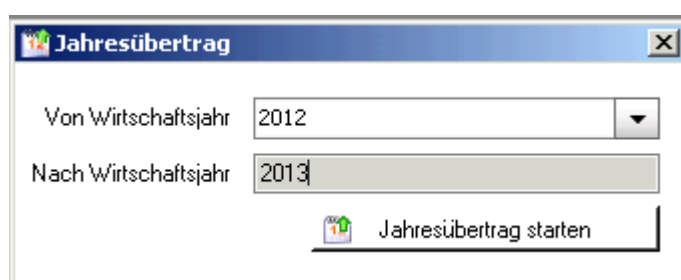 Jahresübertrag
Von Wirtschaftsjahr 2012
Nach Wirtschaftsjahr 2013
Jahresübertrag starten